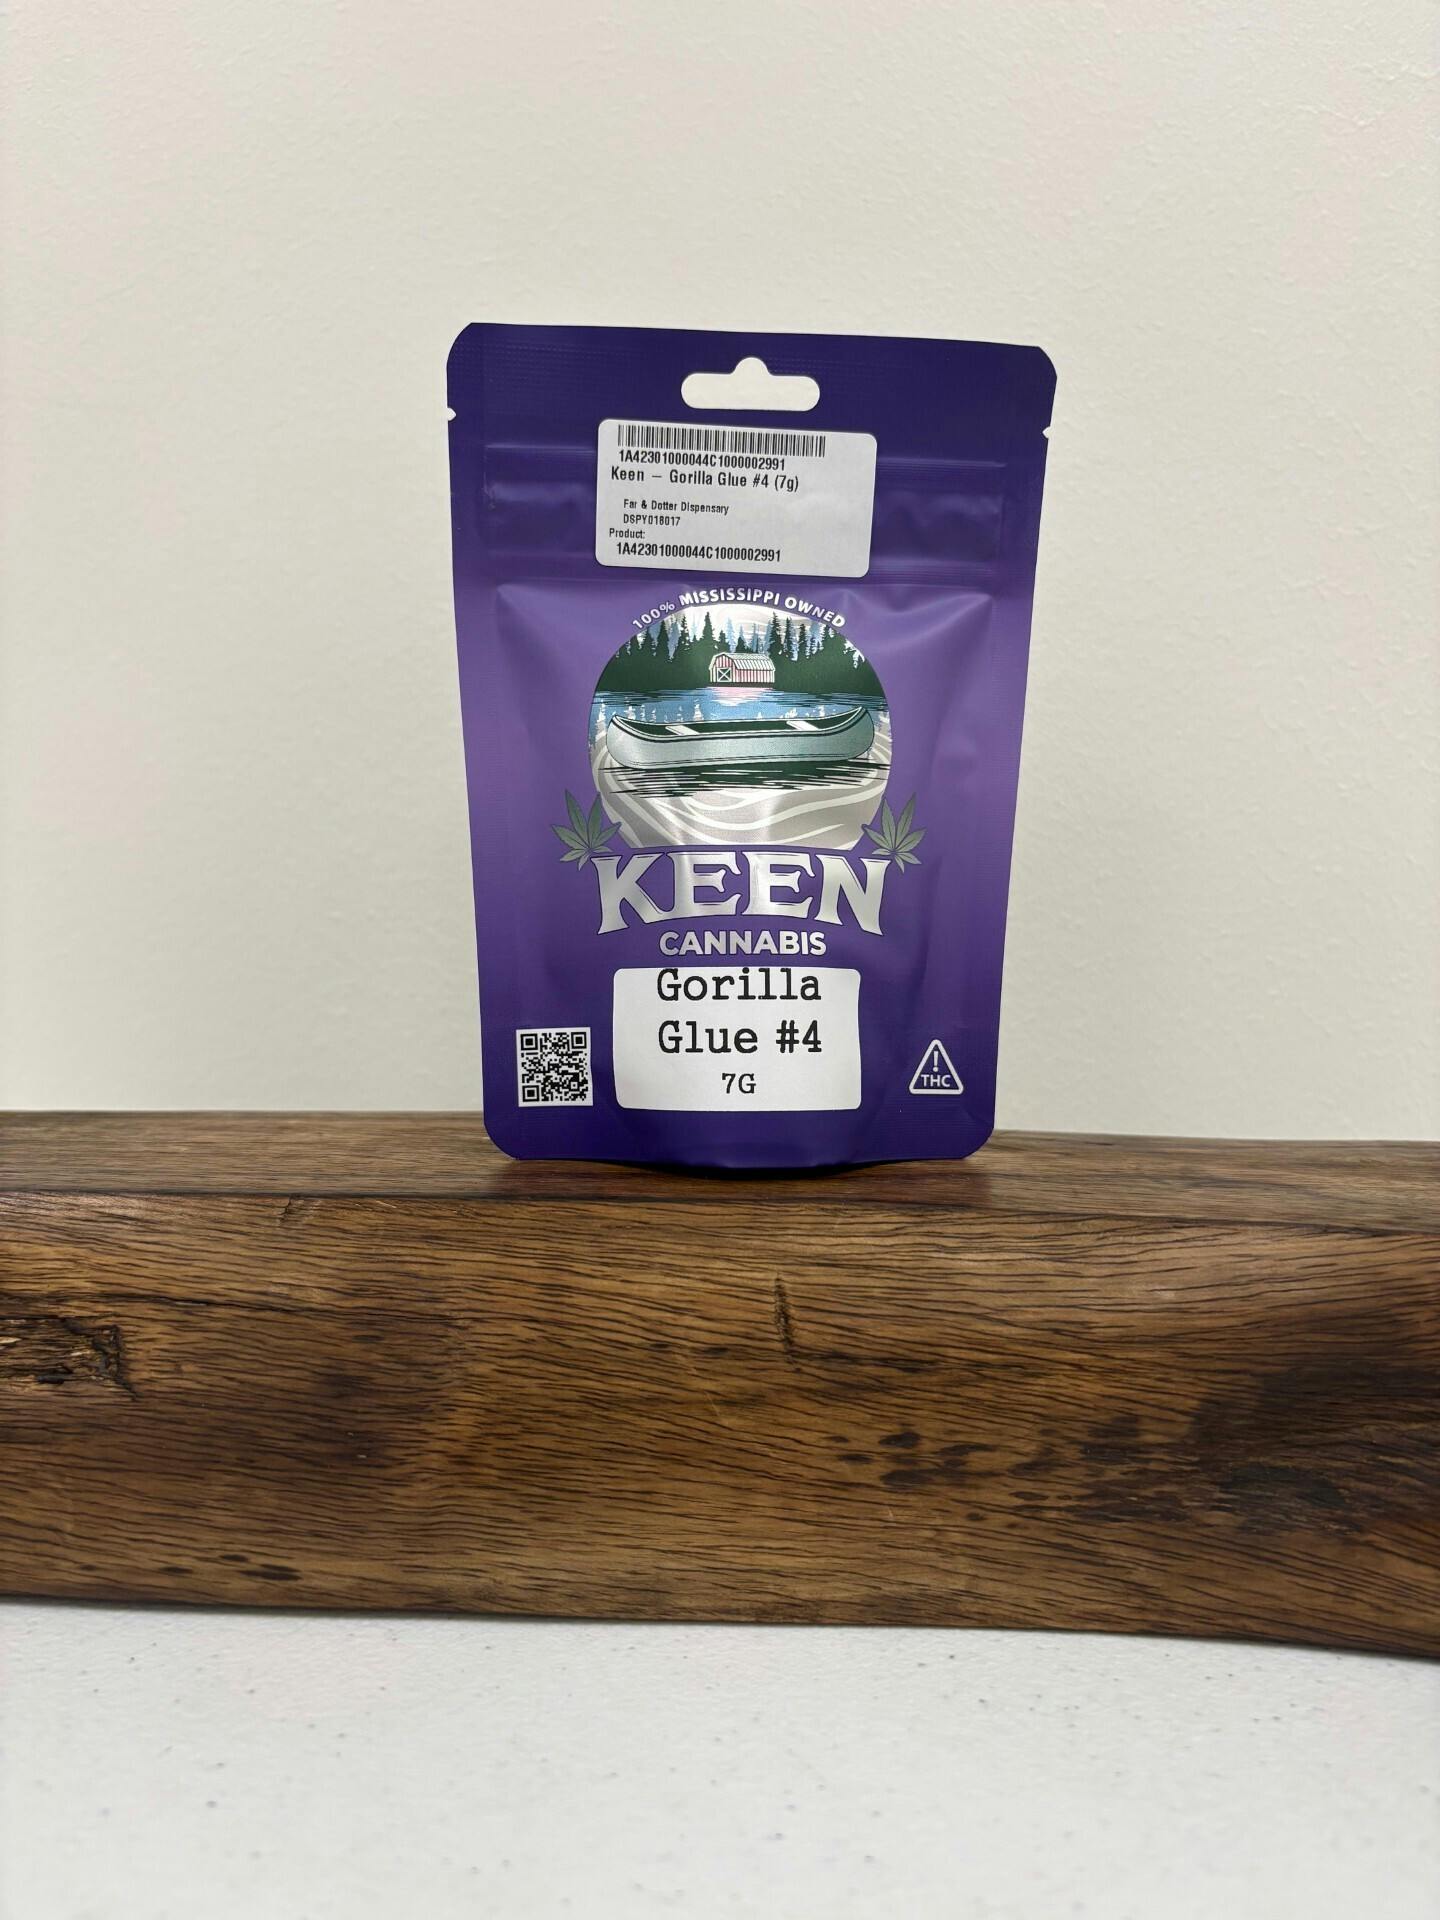 1A42301000044C1000002991
Keen – Gorilla Glue #4 (7g)
Far & Dotter Dispensary
DSPY018017
Product:
1A42301000044C1000002991
100% MISSISSIPPI OWNED
KEEN
CANNABIS
Gorilla
Glue #4
7G
!
THC